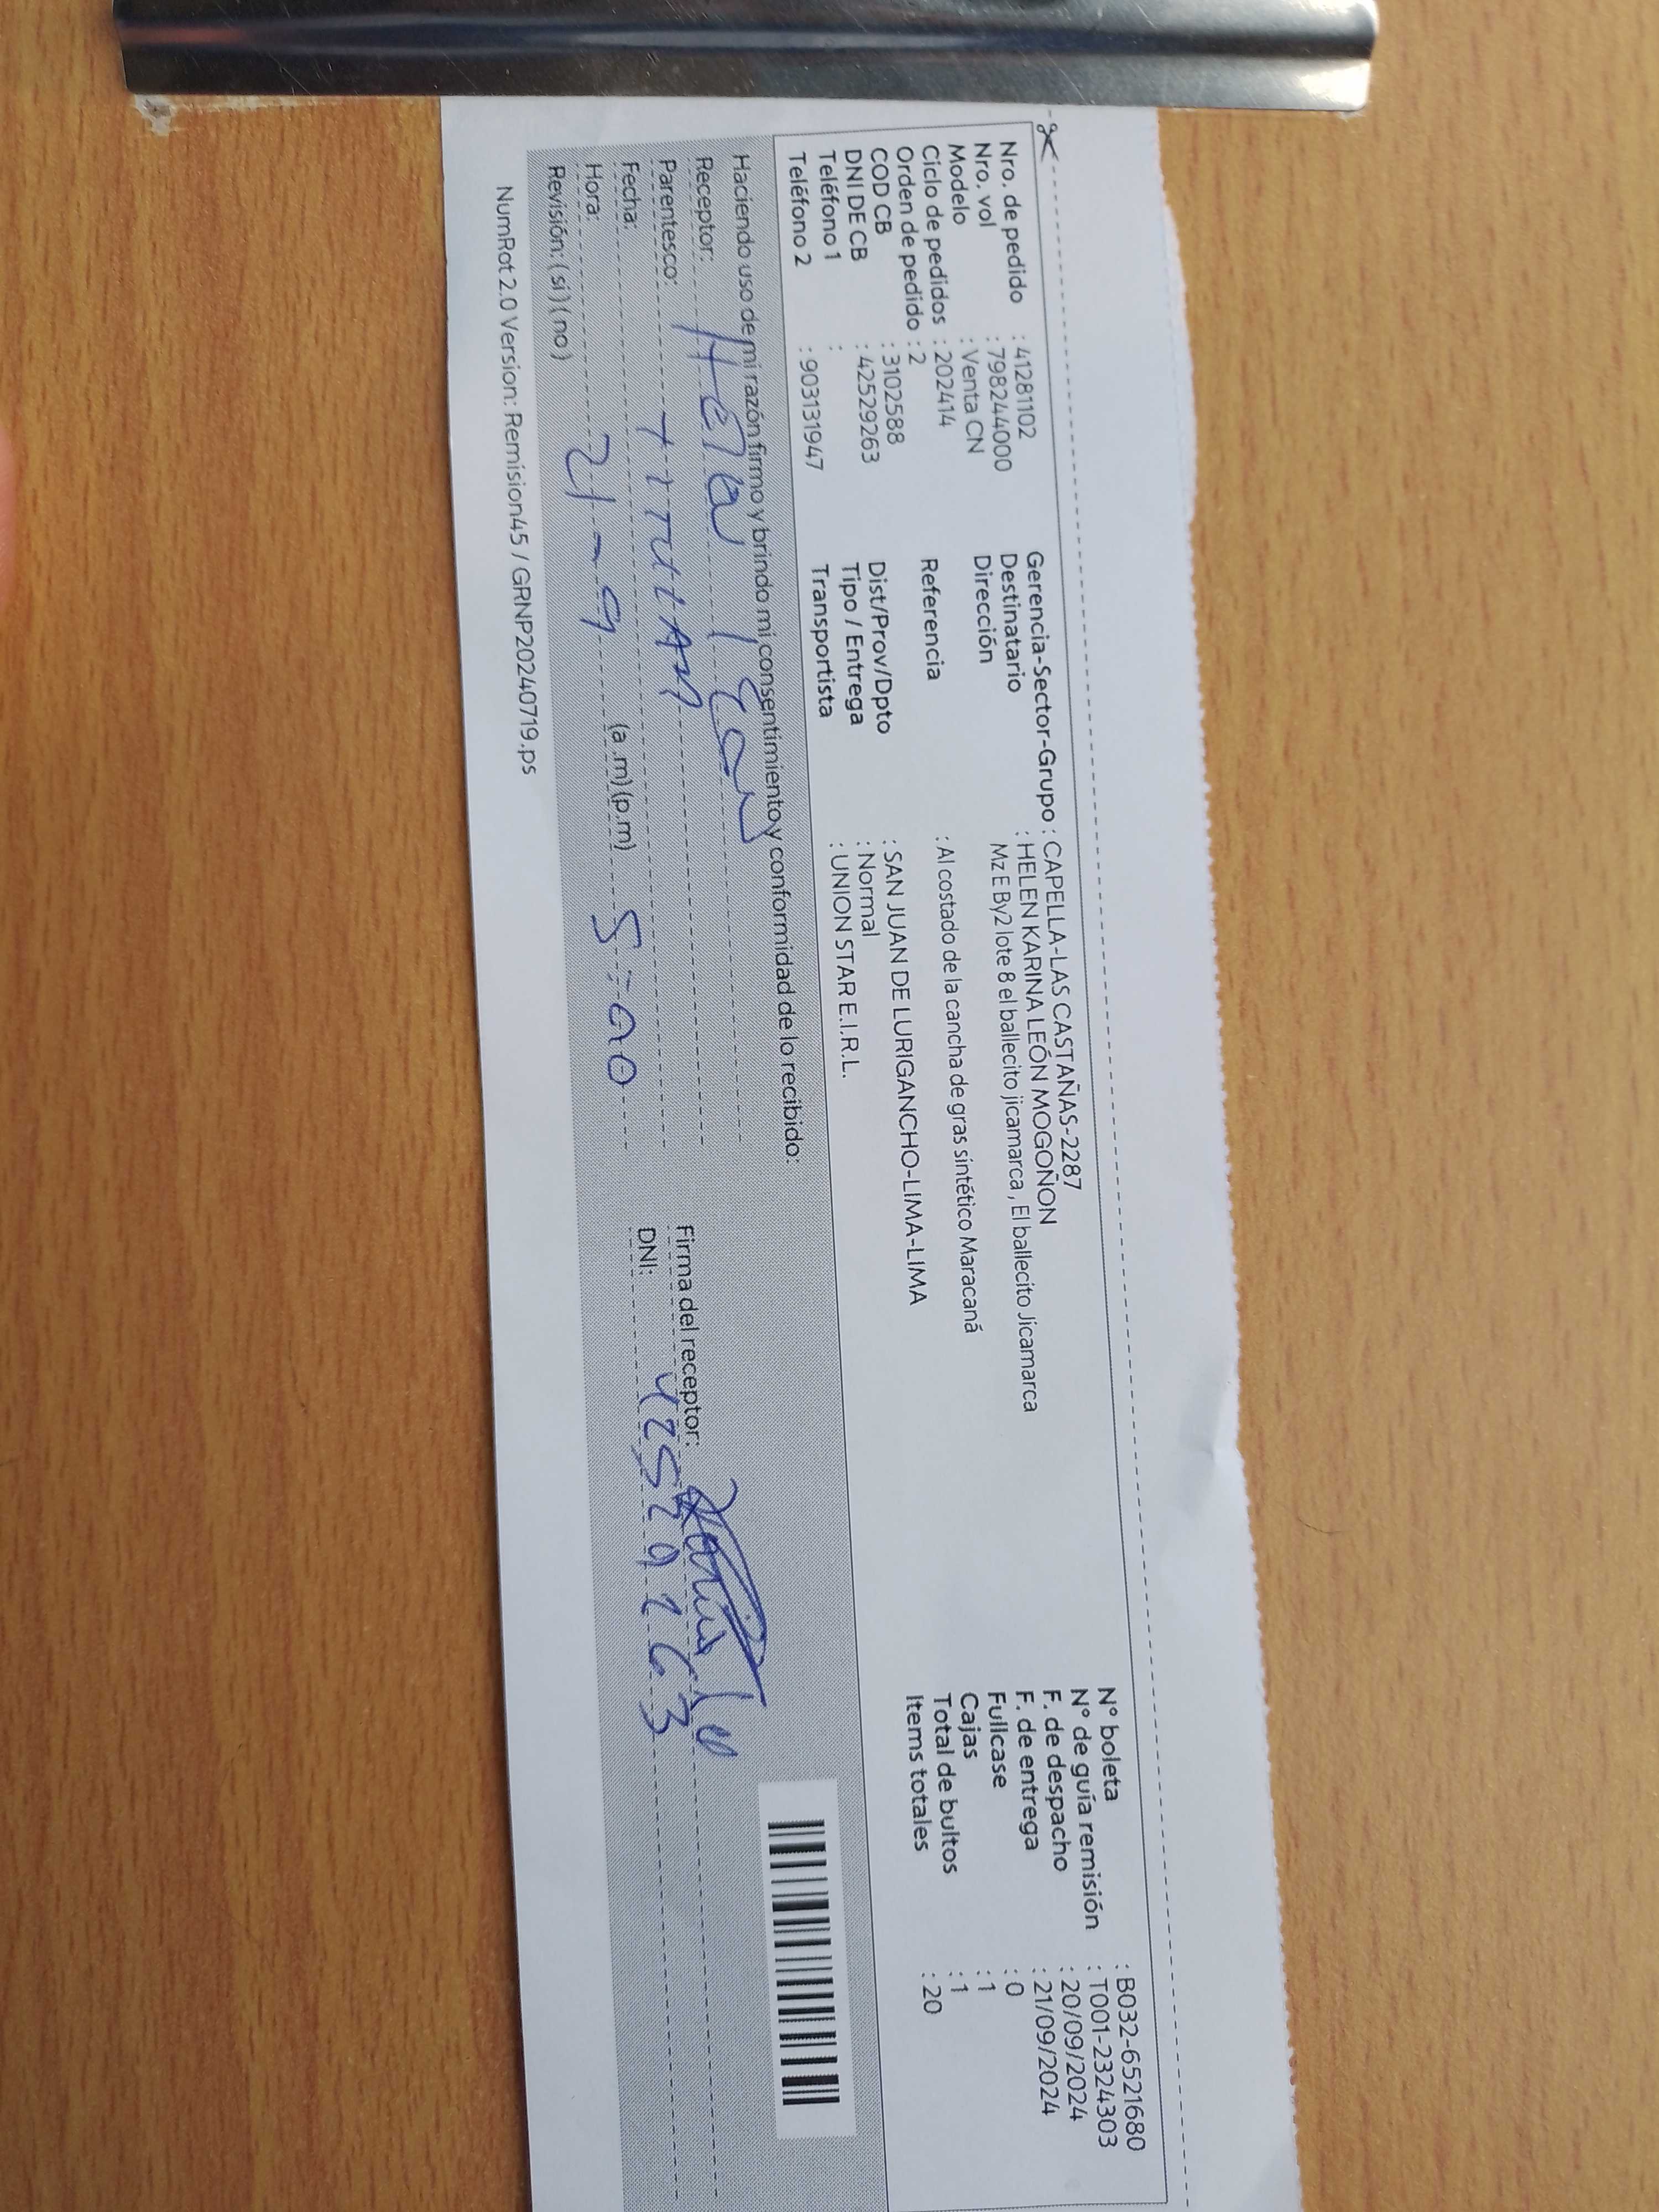 Nro. de pedido : 41281102
Nro. vol : 798244000
Modelo : Venta CN
Ciclo de pedidos : 202414
Orden de pedido : 2
COD CB : 3102588
DNI DE CB : 42529263
Teléfono 1 :
Teléfono 2 : 903131947
Gerencia-Sector-Grupo : CAPELLA-LAS CASTAÑAS-2287
Destinatario : HELEN KARINA LEÓN MOGOÑON
Dirección Mz E By2 lote 8 el ballecito jicamarca , El ballecito Jicamarca
Referencia : Al costado de la cancha de gras sintético Maracaná
Dist/Prov/Dpto : SAN JUAN DE LURIGANCHO-LIMA-LIMA
Tipo / Entrega : Normal
Transportista : UNION STAR E.I.R.L.
N° boleta : B032-6521680
N° de guía remisión : T001-2324303
F. de despacho : 20/09/2024
F. de entrega : 21/09/2024
Fullcase : 0
Cajas : 1
Total de bultos : 1
Items totales : 20
Haciendo uso de mi razón firmo y brindo mi consentimiento y conformidad de lo recibido:
Receptor:
Parentesco:
Fecha: 21-9
Hora: (a .m) (p.m) 5:00
Revisión: ( si ) ( no )
Firma del receptor:
DNI: 42529263
NumRot 2.0 Version: Remision45 / GRNP20240719.ps